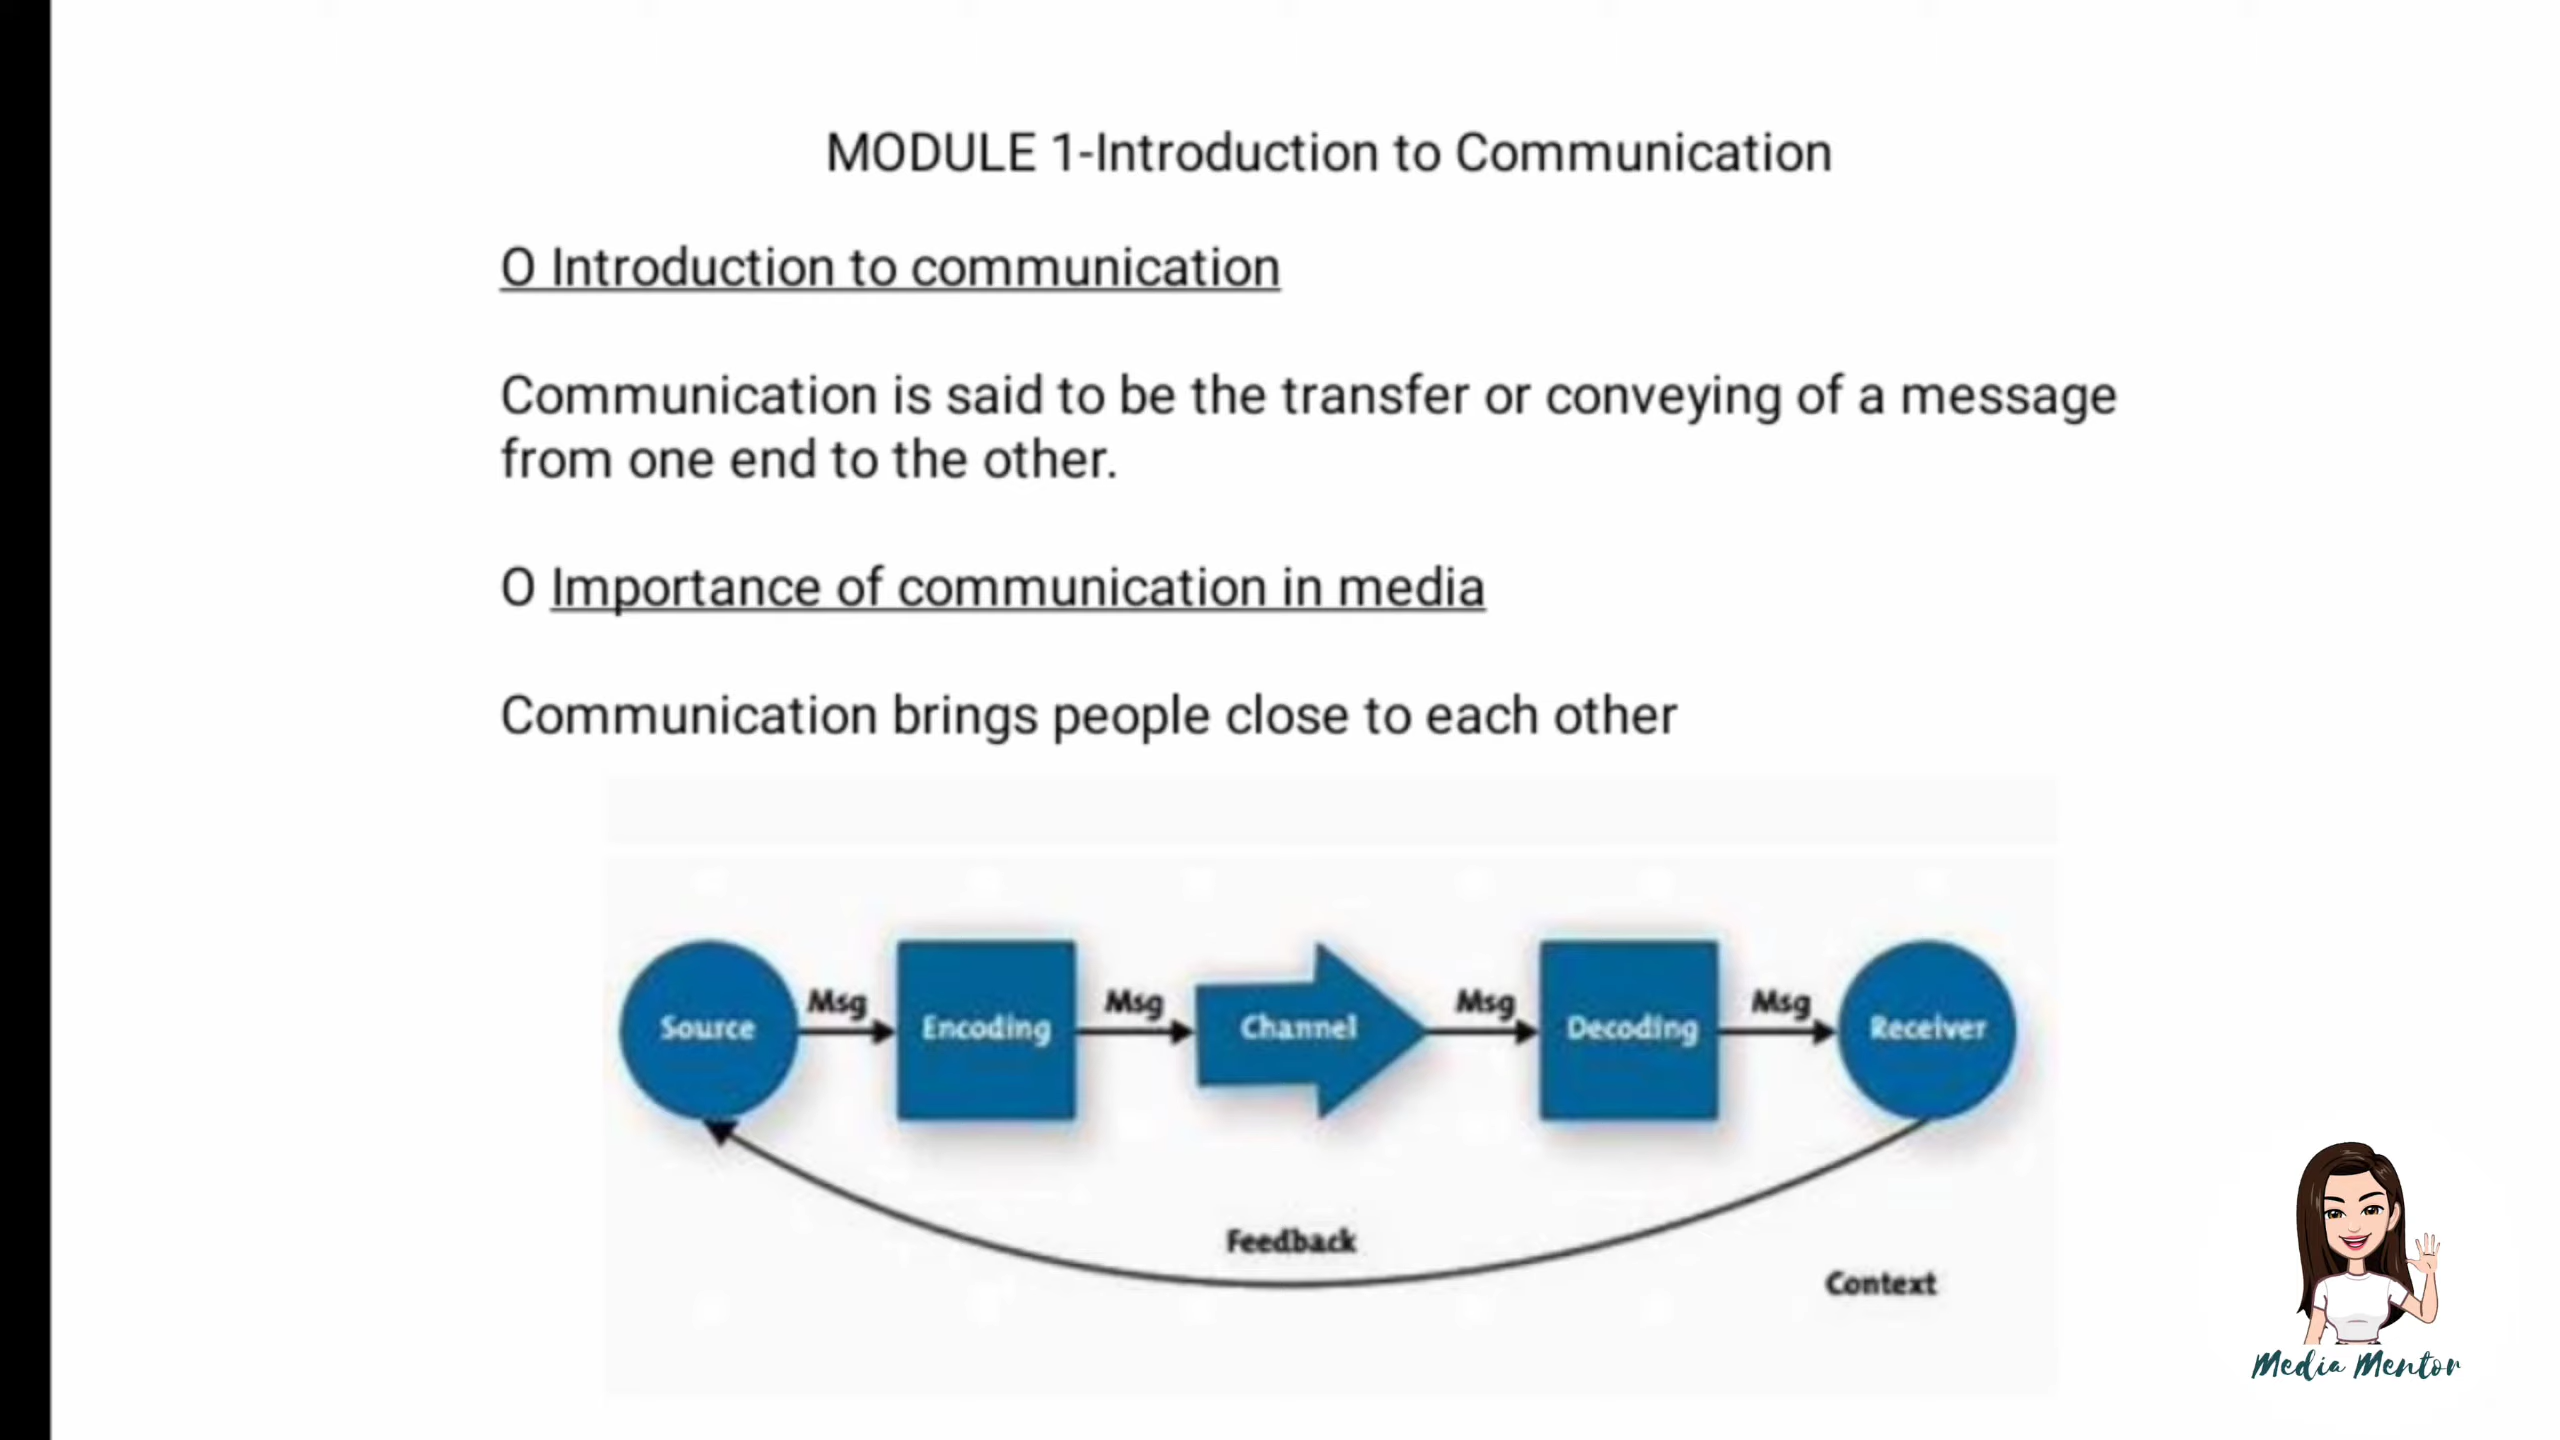 MODULE 1-Introduction to Communication
O Introduction to communication
Communication is said to be the transfer or conveying of a message
from one end to the other.
O Importance of communication in media
Communication brings people close to each other
Source
Msg
Encoding
Msg
Channel
Msg
Decoding
Msg
Receiver
Feedback
Context
Media Mentor